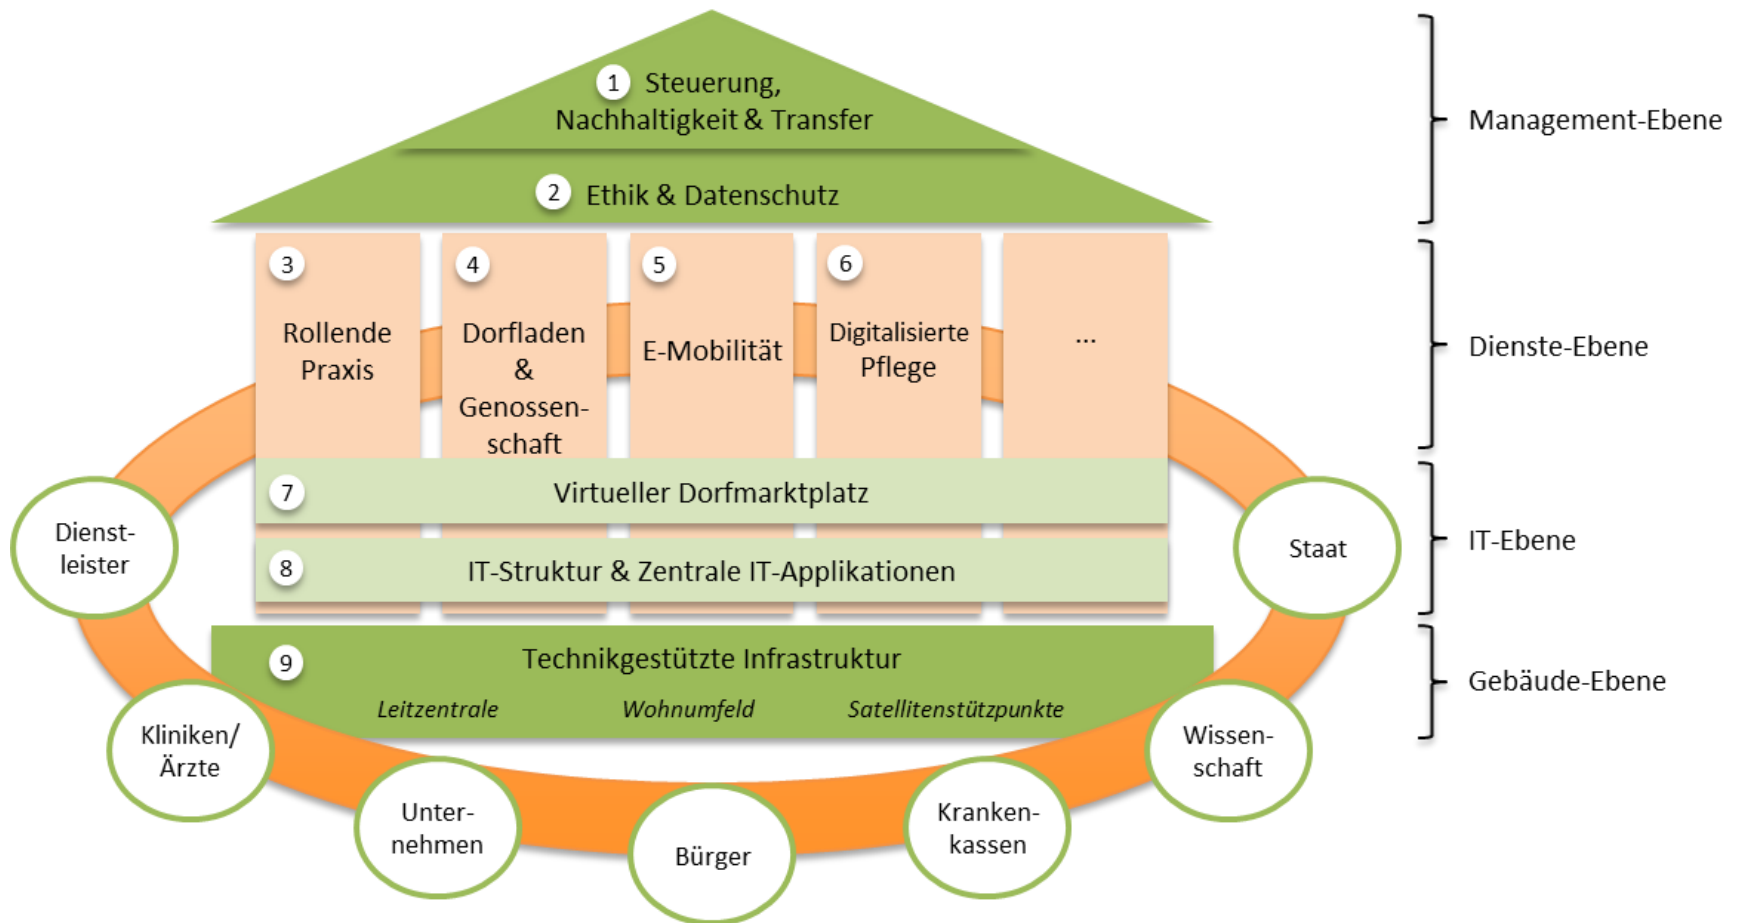 1 Steuerung,
Nachhaltigkeit & Transfer
2 Ethik & Datenschutz
Management-Ebene
3
Rollende
Praxis
4
Dorfladen
&
Genossen-
schaft
5
E-Mobilität
6
Digitalisierte
Pflege
...
Dienste-Ebene
7 Virtueller Dorfmarktplatz
8 IT-Struktur & Zentrale IT-Applikationen
IT-Ebene
9 Technikgestützte Infrastruktur
Leitzentrale Wohnumfeld Satellitenstützpunkte
Gebäude-Ebene
Dienst-
leister
Kliniken/
Ärzte
Unter-
nehmen
Bürger
Kranken-
kassen
Wissen-
schaft
Staat